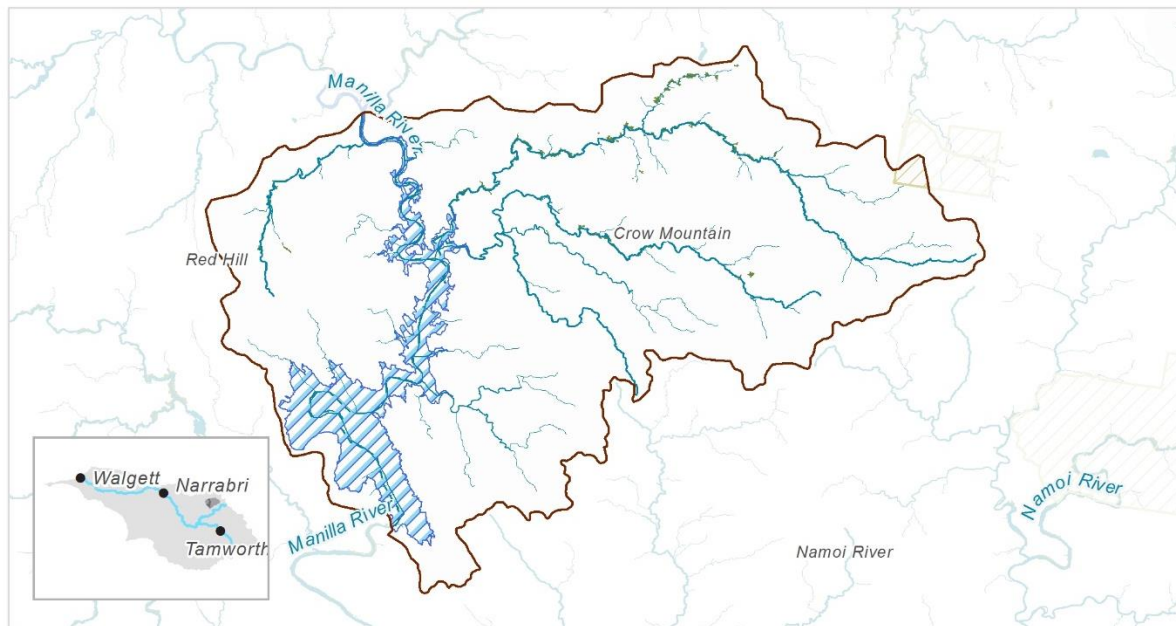 Manilla River
Crow Mountain
Red Hill
Walgett
Narrabri
Tamworth
Manilla River
Namoi River
Namoi River